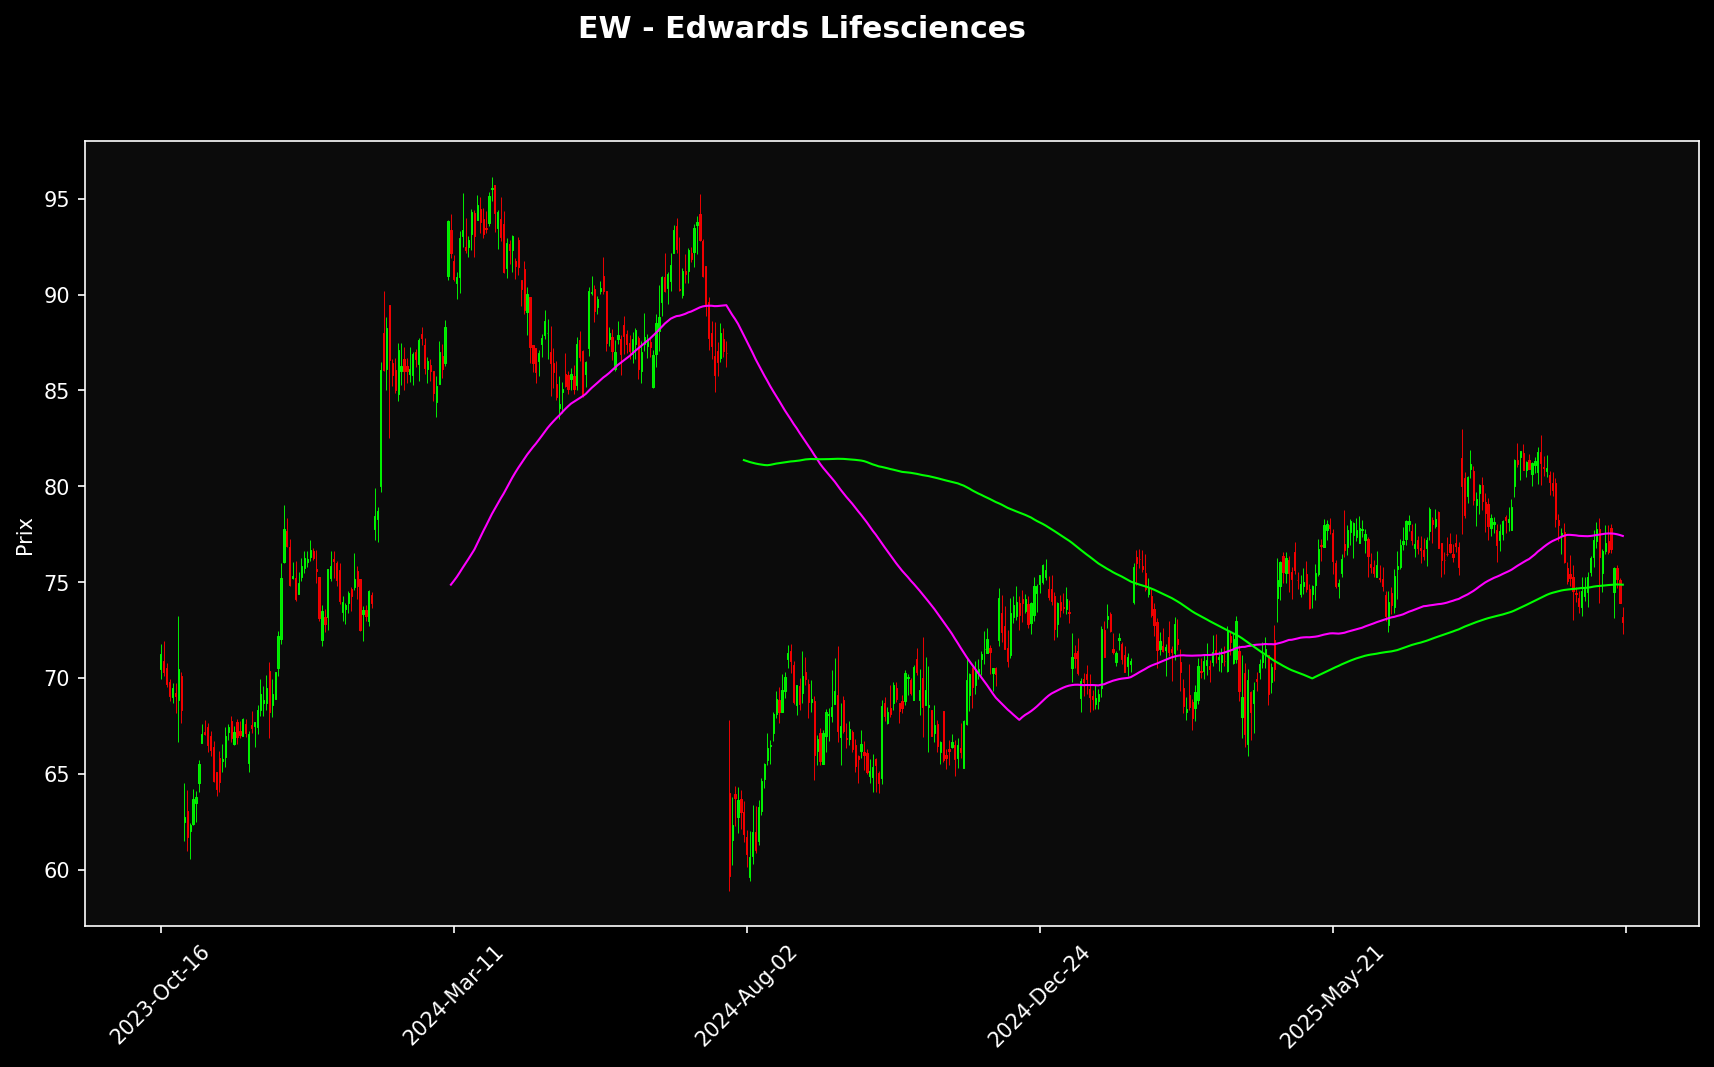 EW - Edwards Lifesciences
Prix
95
90
85
80
75
70
65
60
2023-Oct-16
2024-Mar-11
2024-Aug-02
2024-Dec-24
2025-May-21